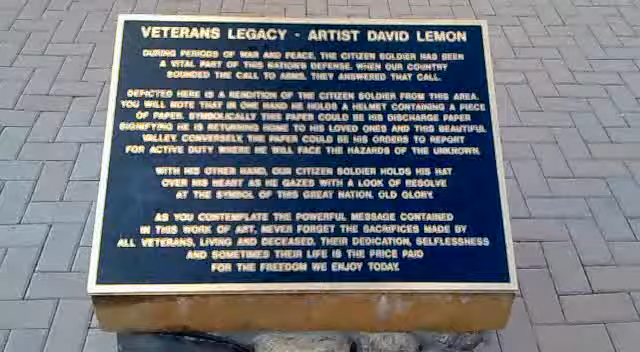 VETERANS LEGACY - ARTIST DAVID LEMON
DURING PERIODS OF WAR AND PEACE, THE CITIZEN SOLDIER HAS BEEN
A VITAL PART OF THIS NATION'S DEFENSE. WHEN OUR COUNTRY
SOUNDED THE CALL TO ARMS, THEY ANSWERED THAT CALL.
DEPICTED HERE IS A RENDITION OF THE CITIZEN SOLDIER FROM THIS AREA.
YOU WILL NOTE THAT IN ONE HAND HE HOLDS A HELMET CONTAINING A PIECE
OF PAPER. SYMBOLICALLY THIS PAPER COULD BE HIS DISCHARGE PAPER
SIGNIFYING HE IS RETURNING HOME TO HIS LOVED ONES AND THIS BEAUTIFUL
VALLEY. CONVERSELY, THE PAPER COULD BE HIS ORDERS TO REPORT
FOR ACTIVE DUTY WHERE HE WILL FACE THE HAZARDS OF THE UNKNOWN.
WITH HIS OTHER HAND, OUR CITIZEN SOLDIER HOLDS HIS HAT
OVER HIS HEART AS HE GAZES WITH A LOOK OF RESOLVE
AT THE SYMBOL OF THIS GREAT NATION, OLD GLORY.
AS YOU CONTEMPLATE THE POWERFUL MESSAGE CONTAINED
IN THIS WORK OF ART, NEVER FORGET THE SACRIFICES MADE BY
ALL VETERANS, LIVING AND DECEASED. THEIR DEDICATION, SELFLESSNESS
AND SOMETIMES THEIR LIFE IS THE PRICE PAID
FOR THE FREEDOM WE ENJOY TODAY.